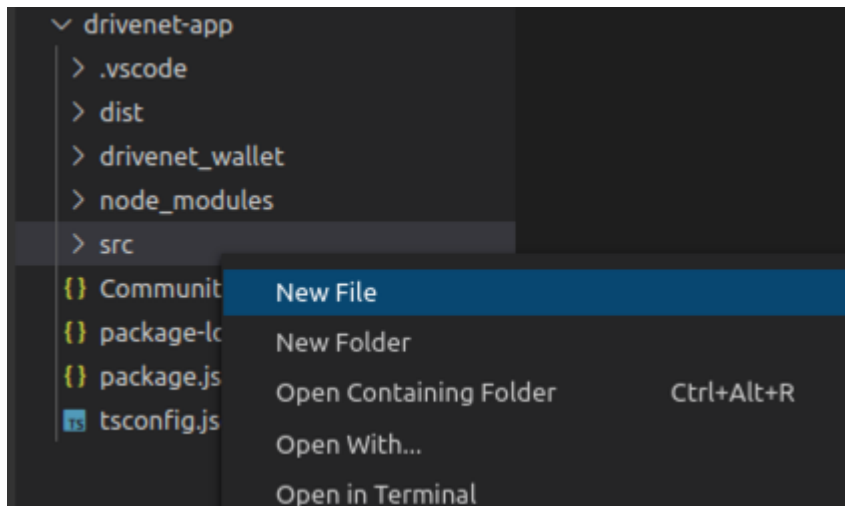 drivenet-app
.vscode
dist
drivenet_wallet
node_modules
src
{} Communit
{} package-lc
{} package.js
TS tsconfig.js
New File
New Folder
Open Containing Folder Ctrl+Alt+R
Open With...
Open in Terminal